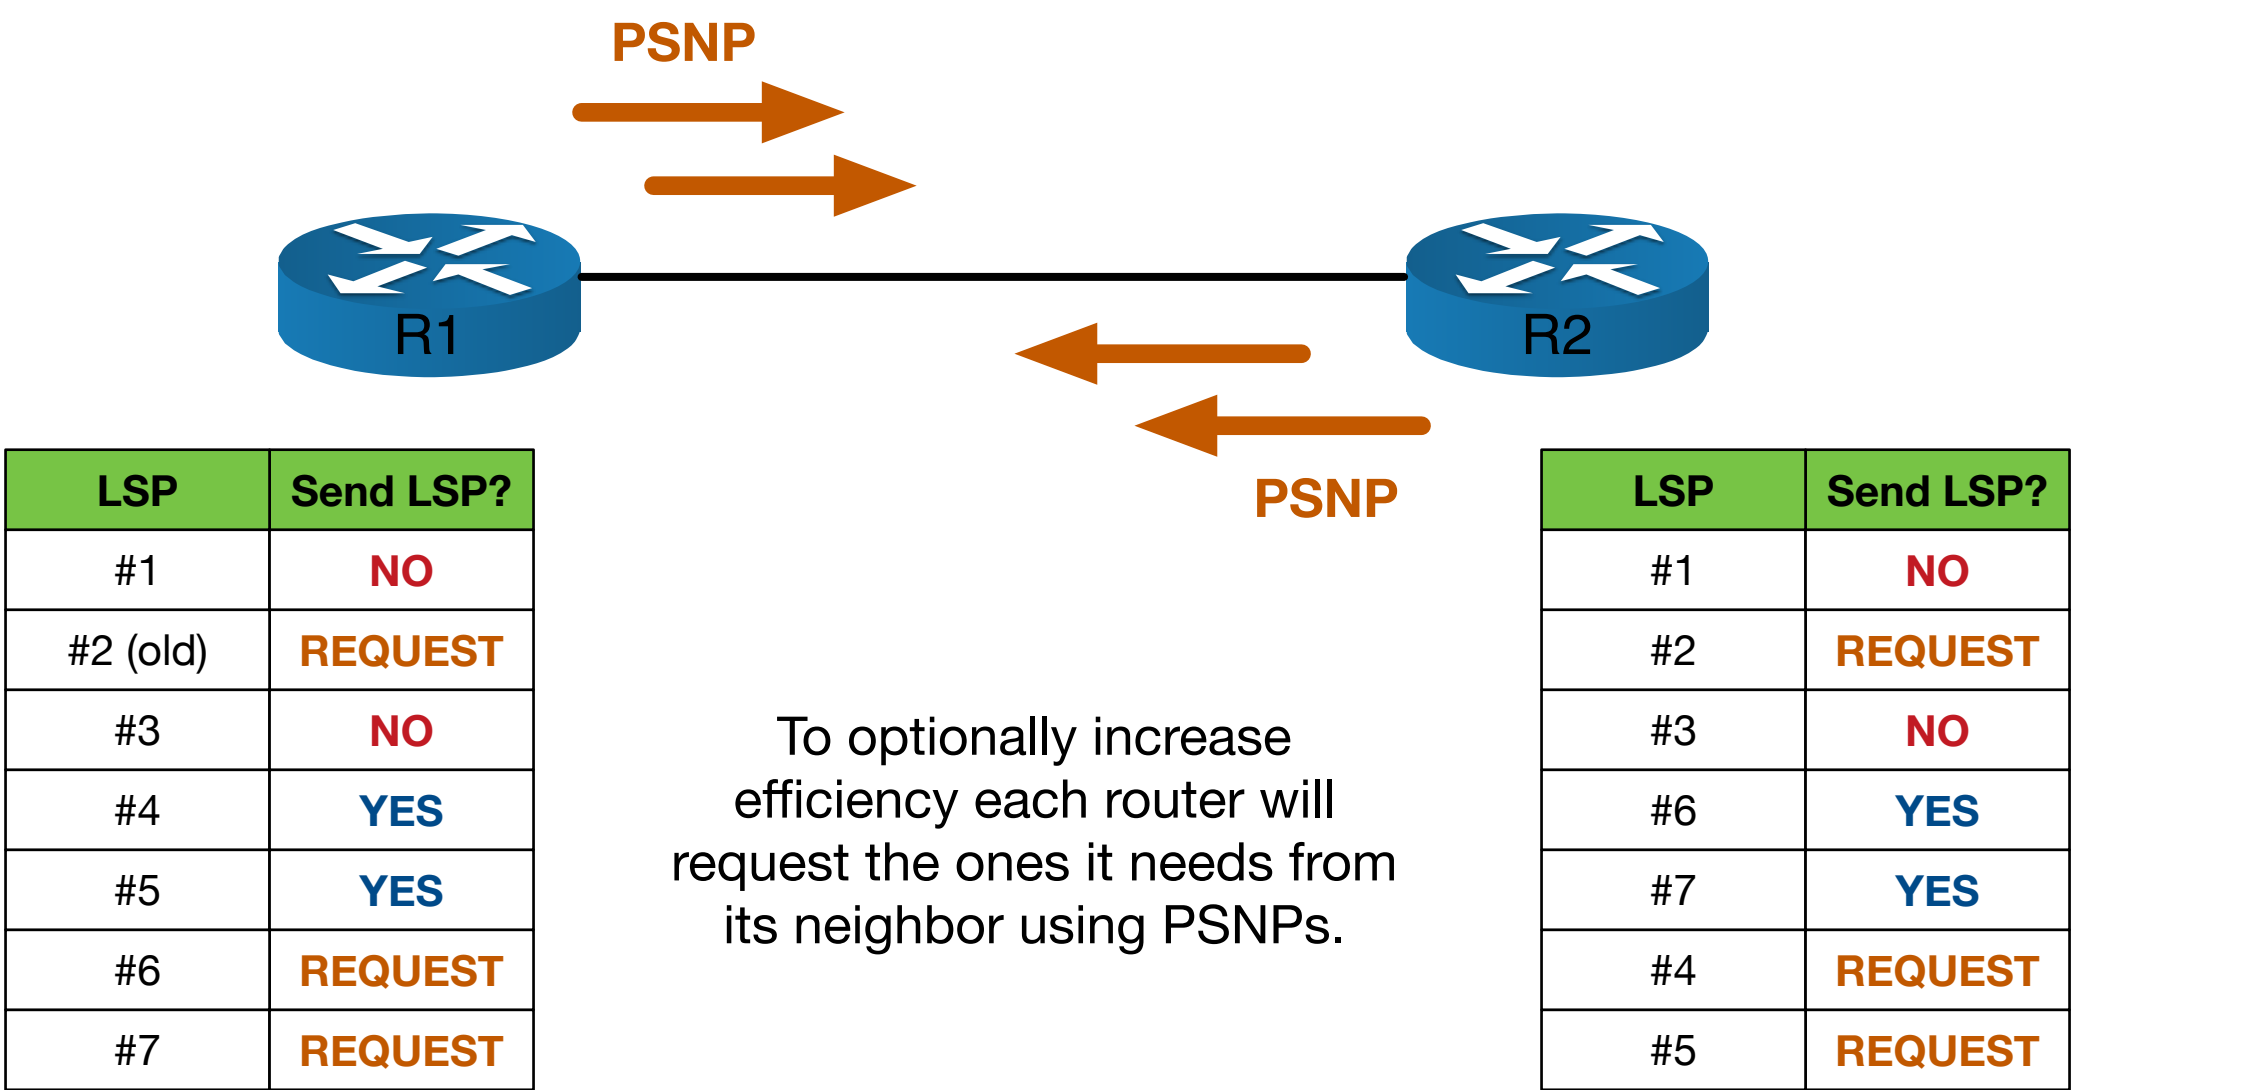 PSNP
R1
R2
PSNP
LSP Send LSP?
#1 NO
#2 (old) REQUEST
#3 NO
#4 YES
#5 YES
#6 REQUEST
#7 REQUEST
To optionally increase
efficiency each router will
request the ones it needs from
its neighbor using PSNPs.
LSP Send LSP?
#1 NO
#2 REQUEST
#3 NO
#6 YES
#7 YES
#4 REQUEST
#5 REQUEST